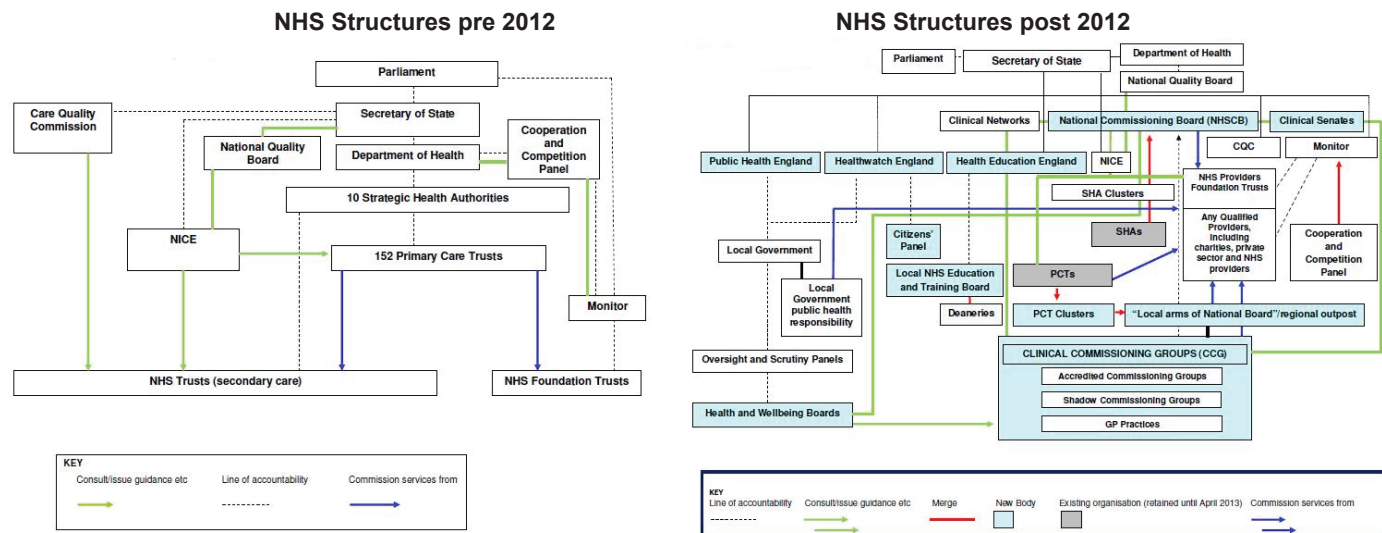 NHS Structures pre 2012
Parliament
Care Quality
Commission
Secretary of State
National Quality
Board
Department of Health
Cooperation
and
Competition
Panel
10 Strategic Health Authorities
NICE
152 Primary Care Trusts
Monitor
NHS Trusts (secondary care)
NHS Foundation Trusts
KEY
Consult/issue guidance etc
Line of accountability
Commission services from
NHS Structures post 2012
Parliament
Secretary of State
Department of Health
National Quality Board
Clinical Networks
National Commissioning Board (NHSCB)
Clinical Senates
Public Health England
Healthwatch England
Health Education England
NICE
CQC
Monitor
SHA Clusters
NHS Providers
Foundation Trusts
SHAs
Citizens'
Panel
Any Qualified
Providers,
including
charities, private
sector and NHS
providers
Cooperation
and
Competition
Panel
Local Government
Local
Government
public health
responsibility
Local NHS Education
and Training Board
PCTs
Deaneries
PCT Clusters
"Local arms of National Board"/regional outpost
Oversight and Scrutiny Panels
CLINICAL COMMISSIONING GROUPS (CCG)
Accredited Commissioning Groups
Shadow Commissioning Groups
GP Practices
Health and Wellbeing Boards
KEY
Line of accountability
Consult/issue guidance etc
Merge
New Body
Existing organisation (retained until April 2013)
Commission services from